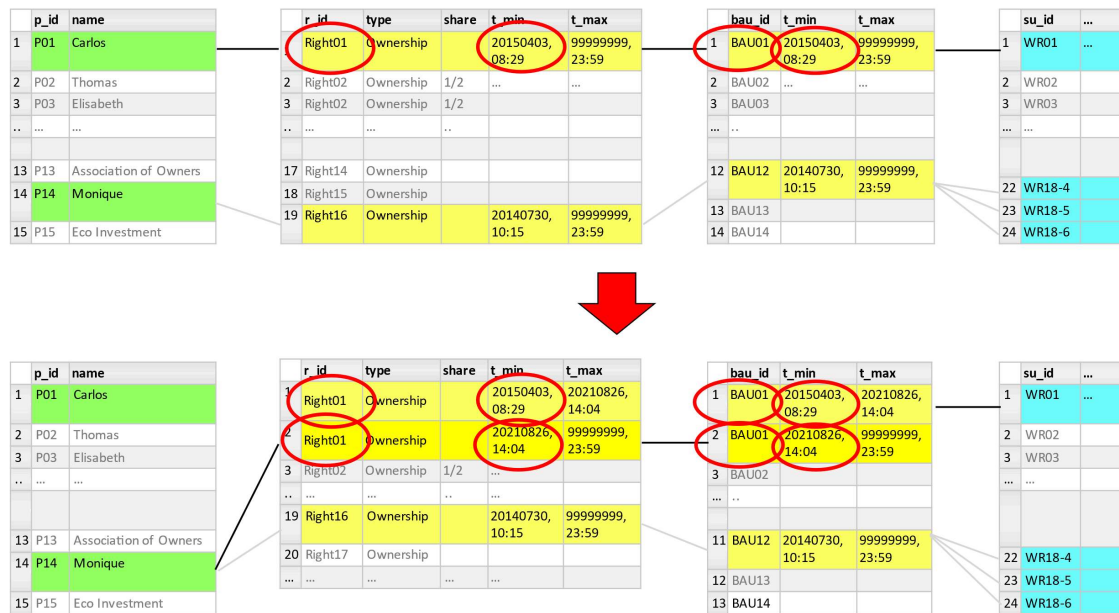 p_id name
1 P01 Carlos
2 P02 Thomas
3 P03 Elisabeth
.. ... ...
13 P13 Association of Owners
14 P14 Monique
15 P15 Eco Investment
r_id type share t_min t_max
1 Right01 Ownership 20150403, 99999999,
08:29 23:59
2 Right02 Ownership 1/2 ... ...
3 Right02 Ownership 1/2
.. ... ... ..
17 Right14 Ownership
18 Right15 Ownership
19 Right16 Ownership 20140730, 99999999,
10:15 23:59
bau_id t_min t_max
1 BAU01 20150403, 99999999,
08:29 23:59
2 BAU02 ... ...
3 BAU03
... ..
12 BAU12 20140730, 99999999,
10:15 23:59
13 BAU13
14 BAU14
su_id ...
1 WR01 ...
2 WR02
3 WR03
... ...
22 WR18-4
23 WR18-5
24 WR18-6
p_id name
1 P01 Carlos
2 P02 Thomas
3 P03 Elisabeth
.. ... ...
13 P13 Association of Owners
14 P14 Monique
15 P15 Eco Investment
r_id type share t_min t_max
1 Right01 Ownership 20150403, 20210826,
08:29 14:04
2 Right01 Ownership 20210826, 99999999,
14:04 23:59
3 Right02 Ownership 1/2 ...
.. ... ... .. ...
19 Right16 Ownership 20140730, 99999999,
10:15 23:59
20 Right17 Ownership
... ... ... ... ...
bau_id t_min t_max
1 BAU01 20150403, 20210826,
08:29 14:04
2 BAU01 20210826, 99999999,
14:04 23:59
3 BAU02
... ..
11 BAU12 20140730, 99999999,
10:15 23:59
12 BAU13
13 BAU14
su_id ...
1 WR01 ...
2 WR02
3 WR03
... ...
22 WR18-4
23 WR18-5
24 WR18-6